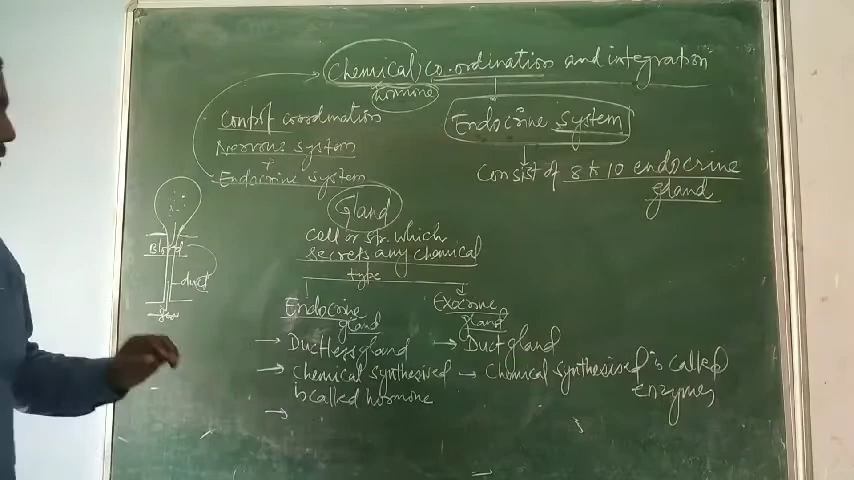 Chemical co-ordination and integration
hormone
Conpt of coordination
Nervous system
+
Endocrine system
Endocrine system
Consist of 8 to 10 endocrine
gland
Gland
cell or str. which
secrets any chemical
type
Blood
duct
Endocrine
gland
→ Ductless gland
→ Chemical synthesised
is called hormone
→
Exocrine
gland
→ Duct gland
→ Chemical synthesised is called
enzymes